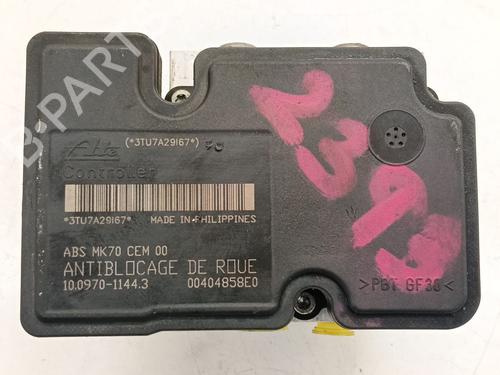 B-PARTS
(*3TU7A29I67*)
Ate
Controller
*3TU7A29I67* MADE IN PHILIPPINES
ABS MK70 CEM 00
ANTIBLOCAGE DE ROUE
10.0970-1144.3 00404858E0
>PBT GF30<